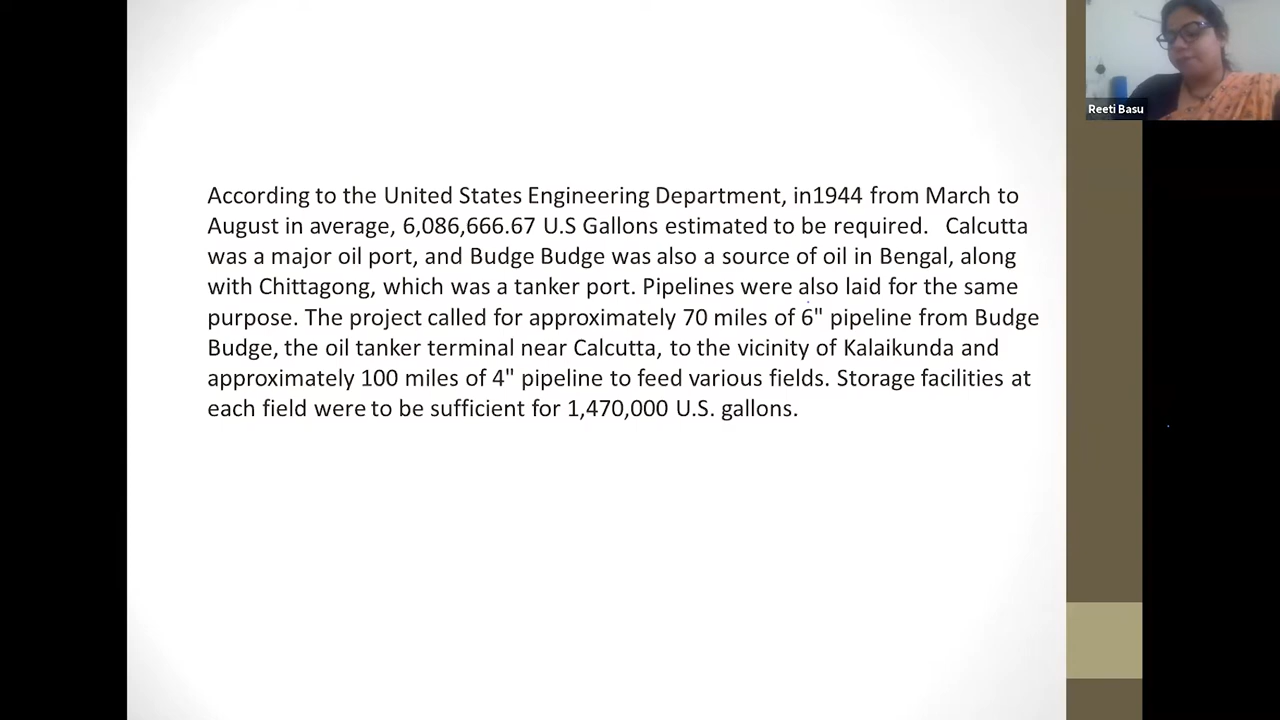 According to the United States Engineering Department, in1944 from March to
August in average, 6,086,666.67 U.S Gallons estimated to be required.   Calcutta
was a major oil port, and Budge Budge was also a source of oil in Bengal, along
with Chittagong, which was a tanker port. Pipelines were also laid for the same
purpose. The project called for approximately 70 miles of 6" pipeline from Budge
Budge, the oil tanker terminal near Calcutta, to the vicinity of Kalaikunda and
approximately 100 miles of 4" pipeline to feed various fields. Storage facilities at
each field were to be sufficient for 1,470,000 U.S. gallons.
Reeti Basu